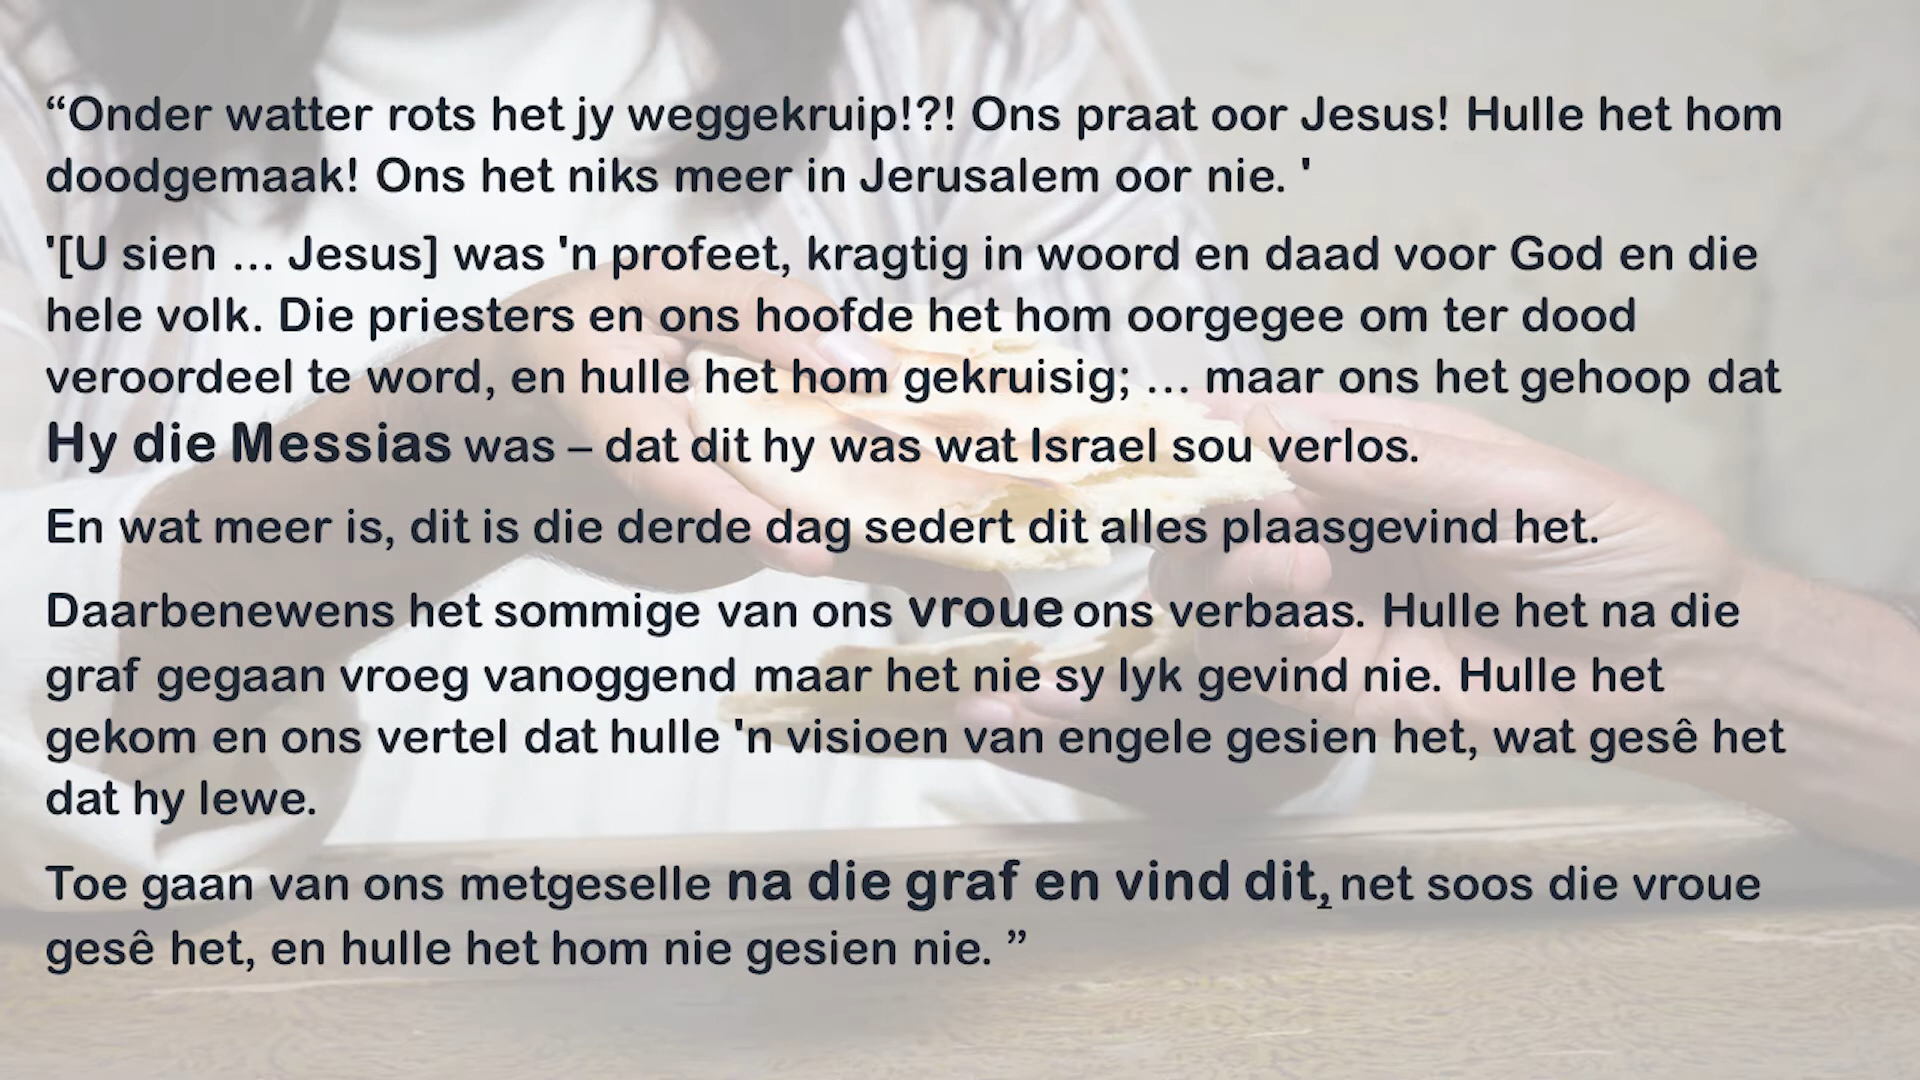 “Onder watter rots het jy weggekruip!?! Ons praat oor Jesus! Hulle het hom
doodgemaak! Ons het niks meer in Jerusalem oor nie. '
'[U sien ... Jesus] was 'n profeet, kragtig in woord en daad voor God en die
hele volk. Die priesters en ons hoofde het hom oorgegee om ter dood
veroordeel te word, en hulle het hom gekruisig; ... maar ons het gehoop dat
Hy die Messias was – dat dit hy was wat Israel sou verlos.
En wat meer is, dit is die derde dag sedert dit alles plaasgevind het.
Daarbenewens het sommige van ons vroue ons verbaas. Hulle het na die
graf gegaan vroeg vanoggend maar het nie sy lyk gevind nie. Hulle het
gekom en ons vertel dat hulle 'n visioen van engele gesien het, wat gesê het
dat hy lewe.
Toe gaan van ons metgeselle na die graf en vind dit, net soos die vroue
gesê het, en hulle het hom nie gesien nie. ”